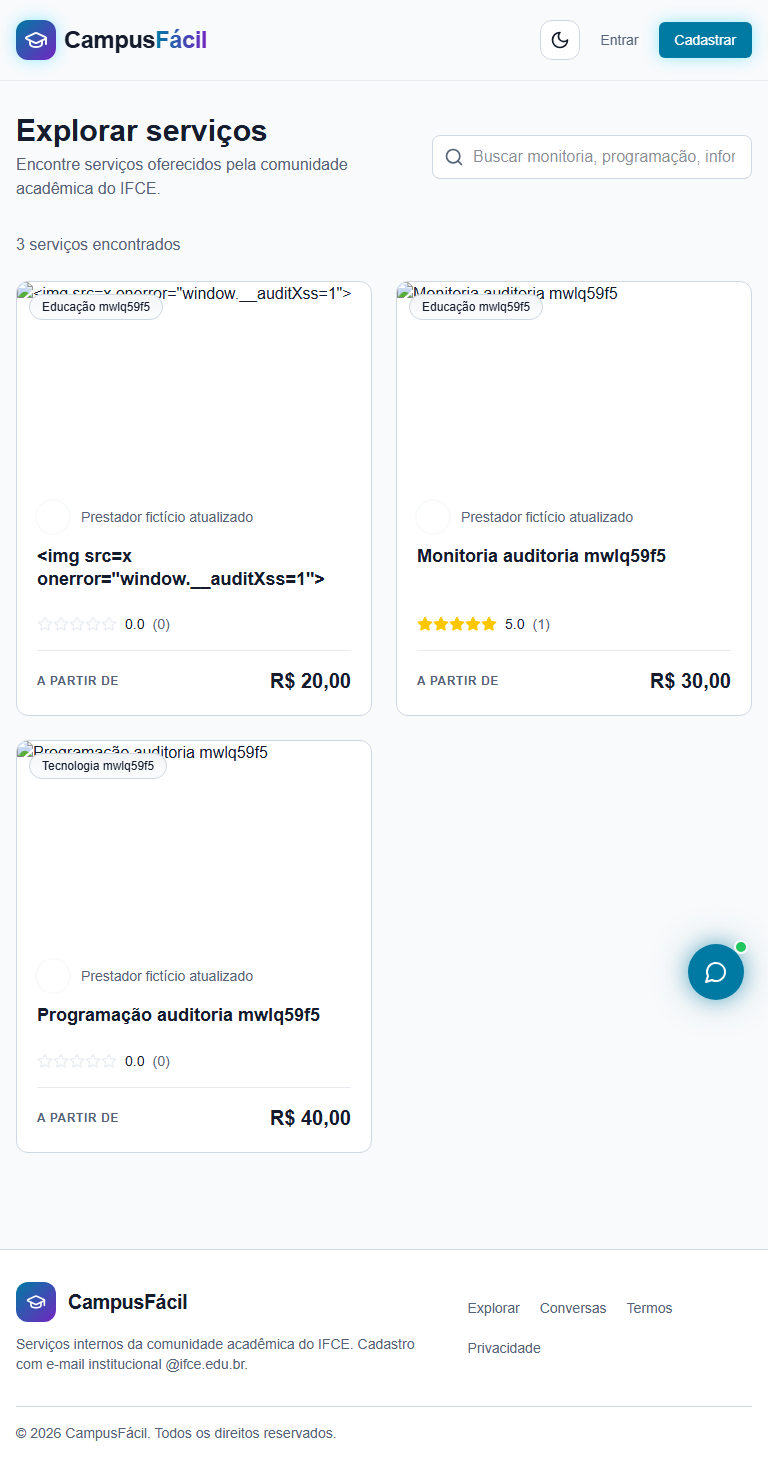 CampusFácil
Entrar
Cadastrar
Explorar serviços
Encontre serviços oferecidos pela comunidade
acadêmica do IFCE.
Buscar monitoria, programação, infor
3 serviços encontrados
<img src=x onerror="window.__auditXss=1">
Educação mwlq59f5
Prestador fictício atualizado
<img src=x
onerror="window.__auditXss=1">
0.0 (0)
A PARTIR DE
R$ 20,00
Monitoria auditoria mwlq59f5
Educação mwlq59f5
Prestador fictício atualizado
Monitoria auditoria mwlq59f5
5.0 (1)
A PARTIR DE
R$ 30,00
Programação auditoria mwlq59f5
Tecnologia mwlq59f5
Prestador fictício atualizado
Programação auditoria mwlq59f5
0.0 (0)
A PARTIR DE
R$ 40,00
CampusFácil
Serviços internos da comunidade acadêmica do IFCE. Cadastro
com e-mail institucional @ifce.edu.br.
Explorar
Conversas
Termos
Privacidade
© 2026 CampusFácil. Todos os direitos reservados.